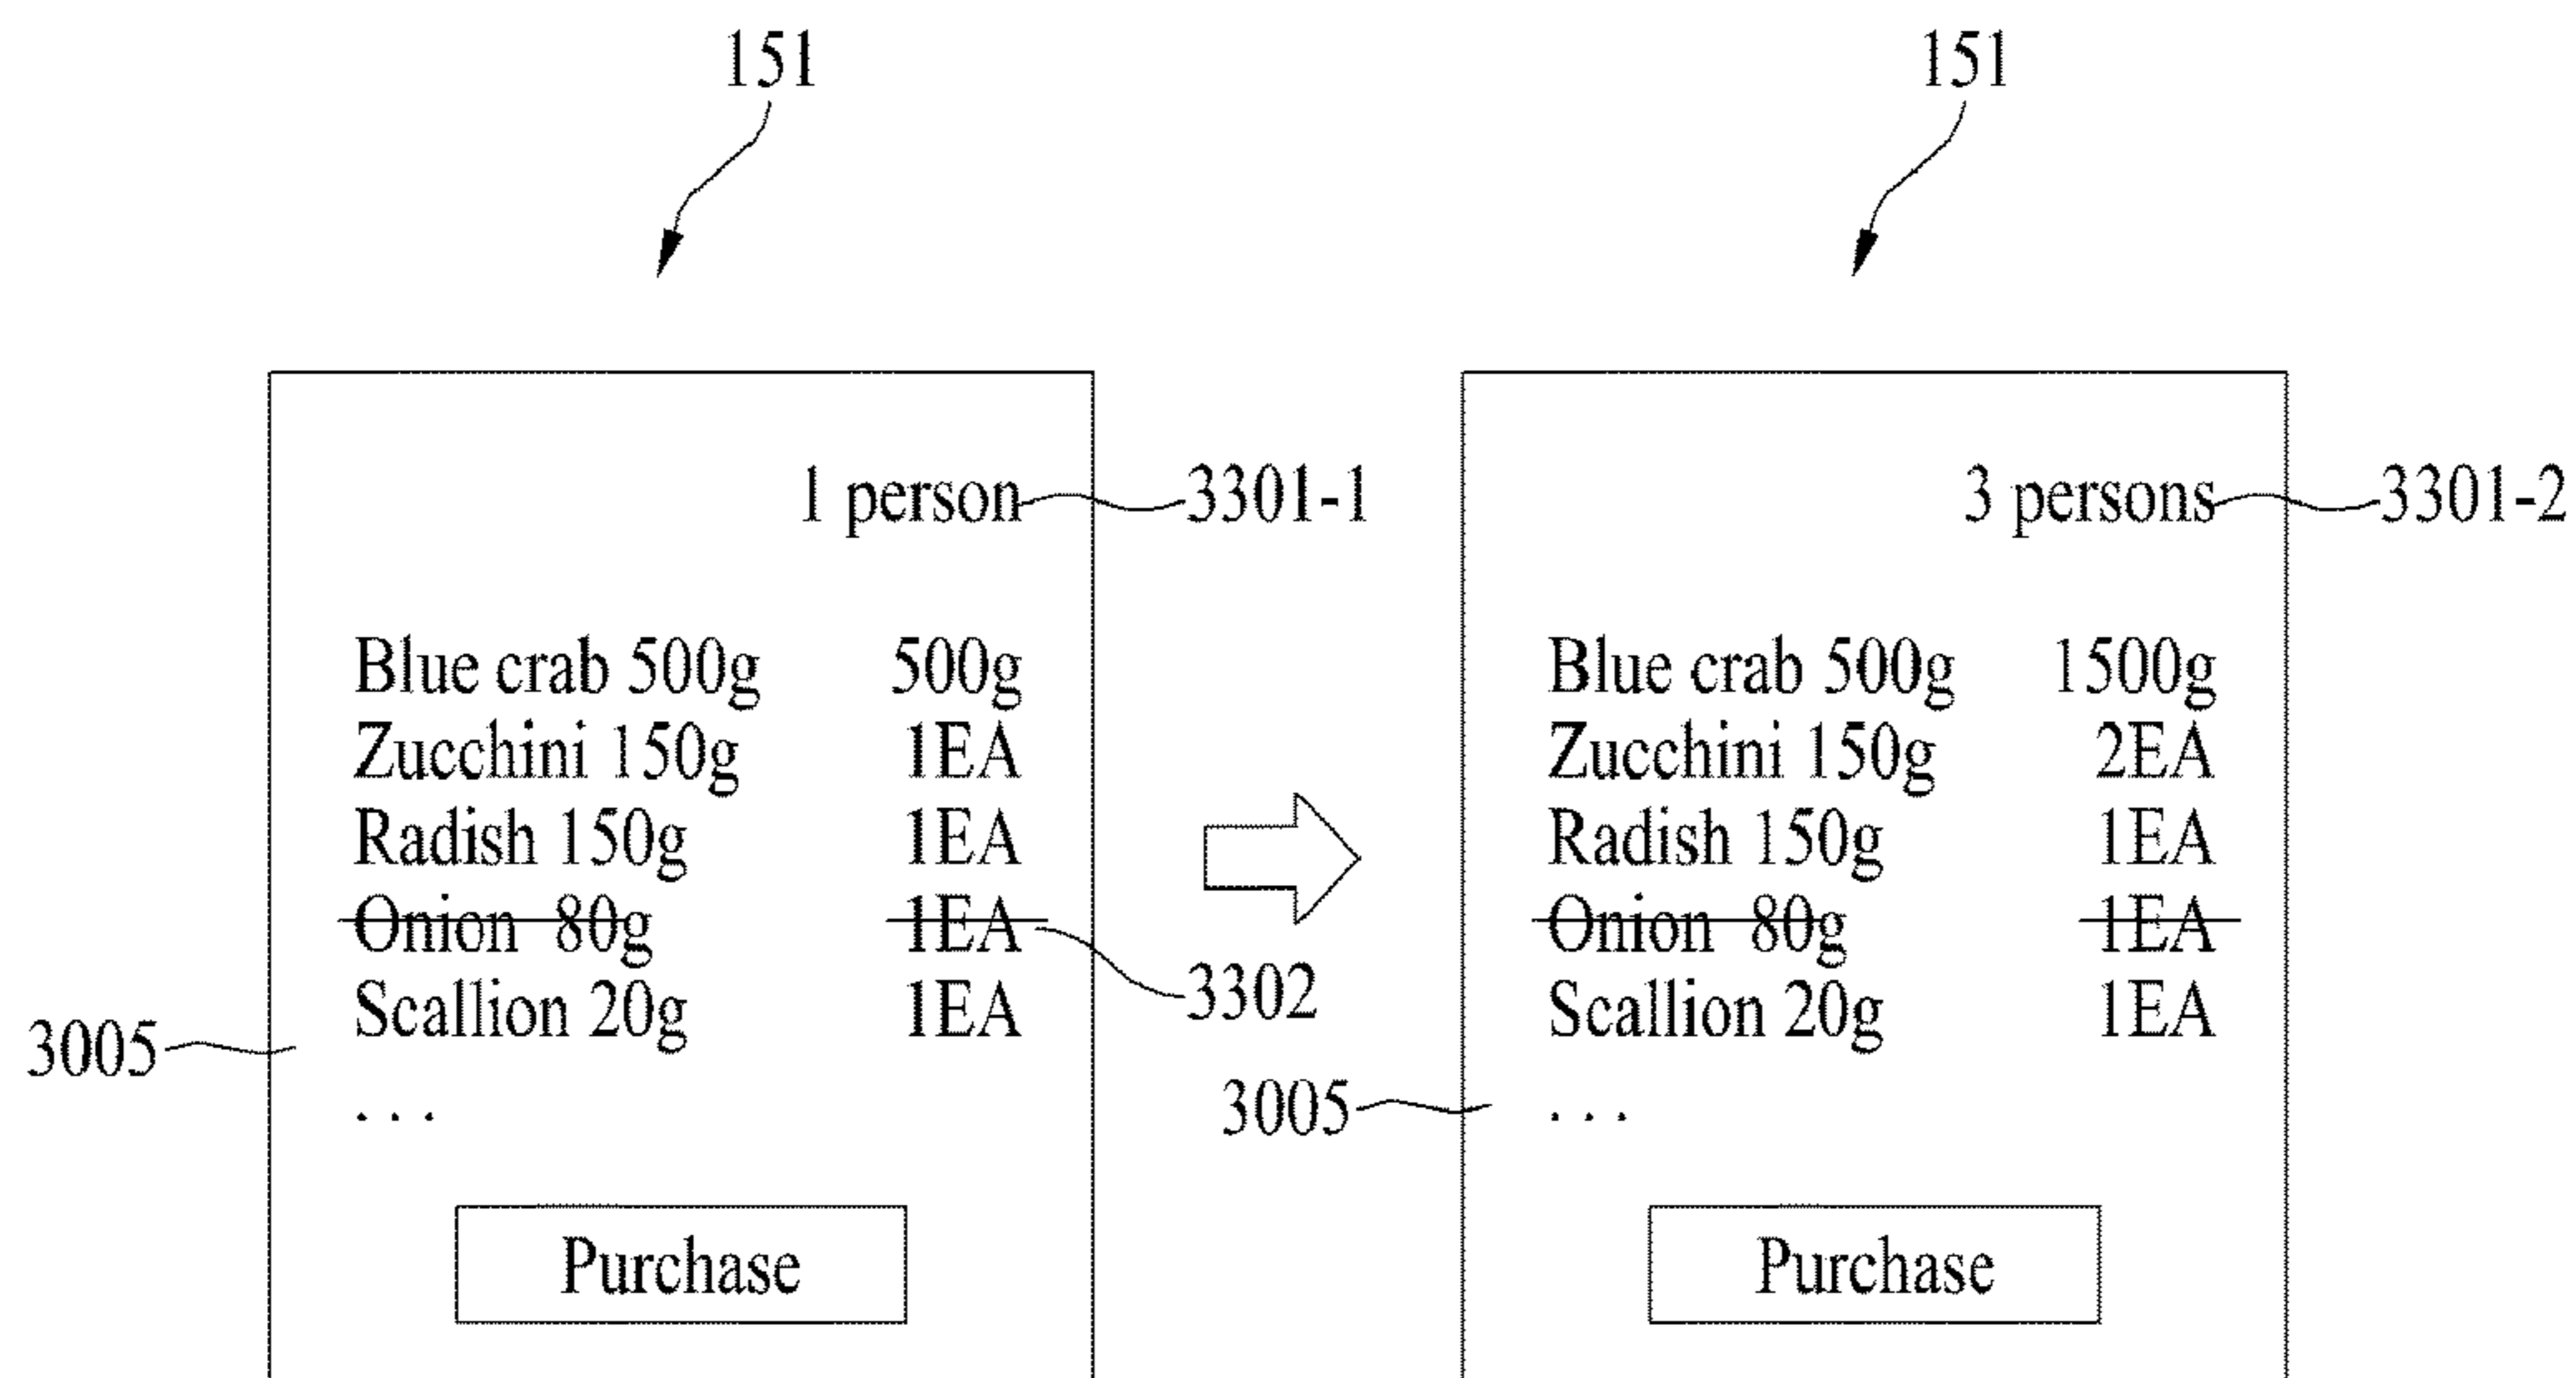 151
1 person 3301-1
Blue crab 500g 500g
Zucchini 150g 1EA
Radish 150g 1EA
Onion 80g 1EA
3302
Scallion 20g 1EA
3005
. . .
Purchase
151
3 persons 3301-2
Blue crab 500g 1500g
Zucchini 150g 2EA
Radish 150g 1EA
Onion 80g 1EA
Scallion 20g 1EA
3005
. . .
Purchase